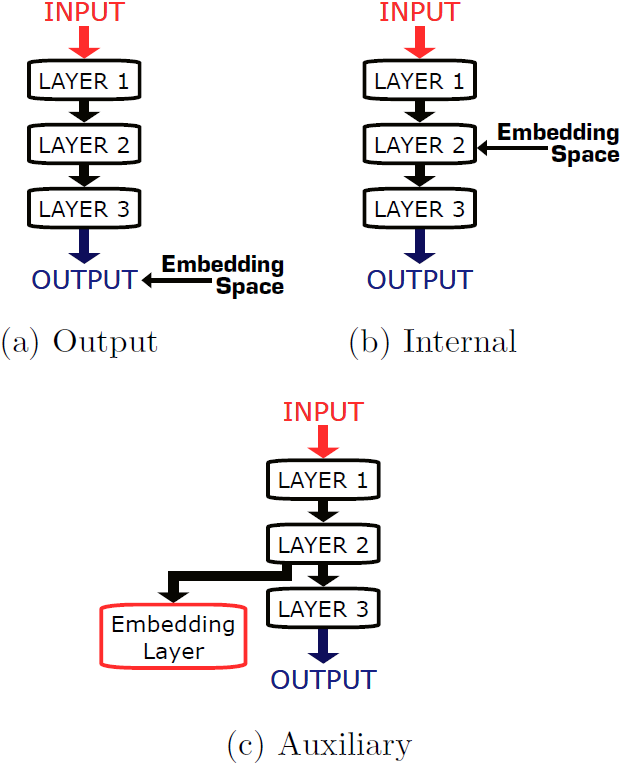 INPUT
LAYER 1
LAYER 2
LAYER 3
OUTPUT
Embedding
Space
(a) Output
INPUT
LAYER 1
LAYER 2
LAYER 3
OUTPUT
Embedding
Space
(b) Internal
INPUT
LAYER 1
LAYER 2
LAYER 3
Embedding
Layer
OUTPUT
(c) Auxiliary